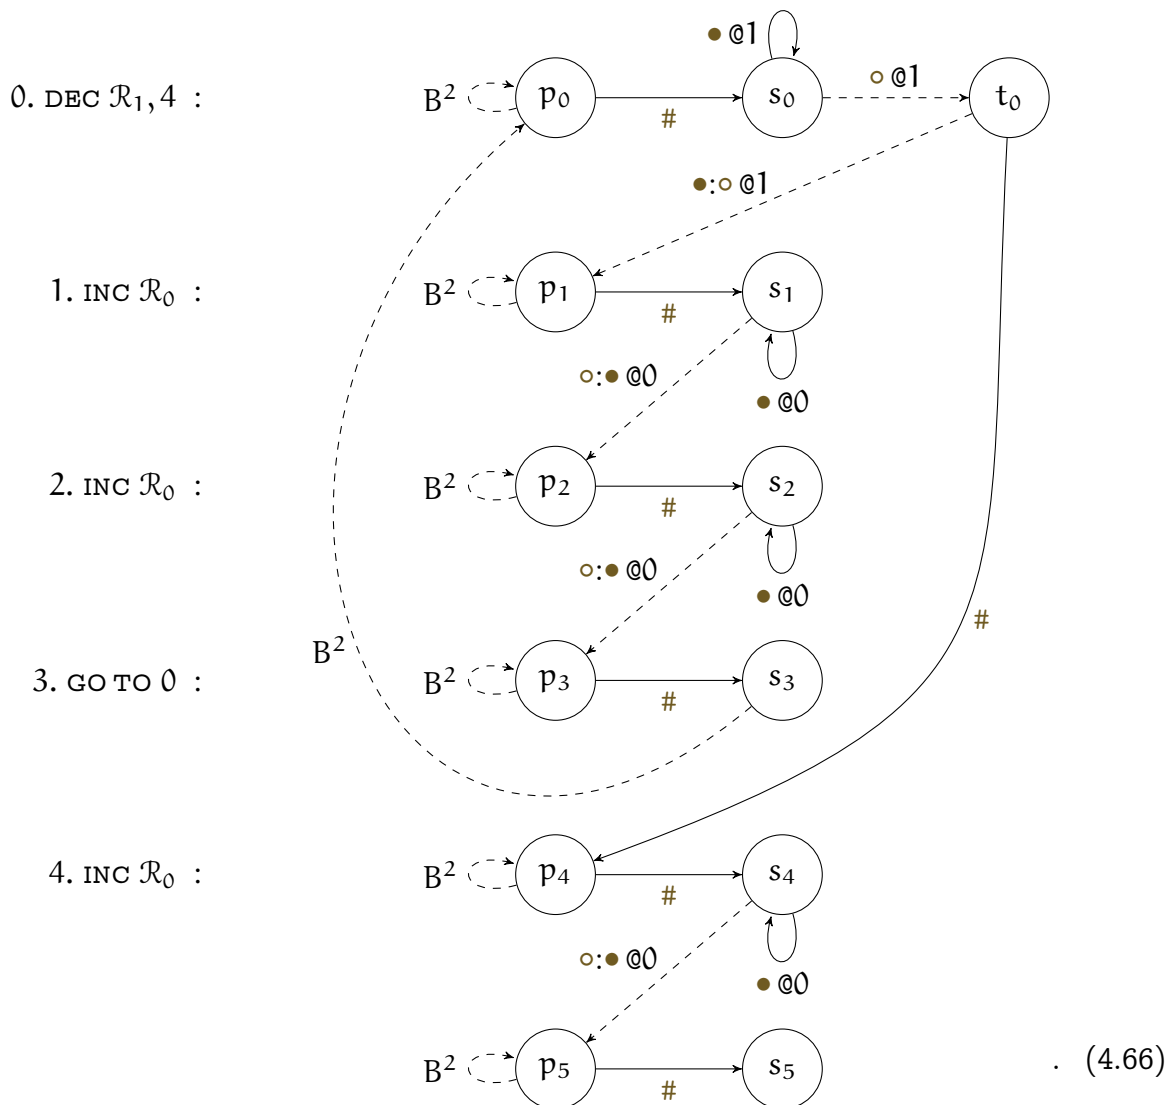 ● @1
0. DEC ℛ₁, 4 : B² p₀ # s₀ ○ @1 t₀
●:○ @1
1. INC ℛ₀ : B² p₁ # s₁
○:● @0 ● @0
2. INC ℛ₀ : B² p₂ # s₂
○:● @0 ● @0
#
B²
3. GO TO 0 : B² p₃ # s₃
4. INC ℛ₀ : B² p₄ # s₄
○:● @0 ● @0
B² p₅ # s₅ . (4.66)